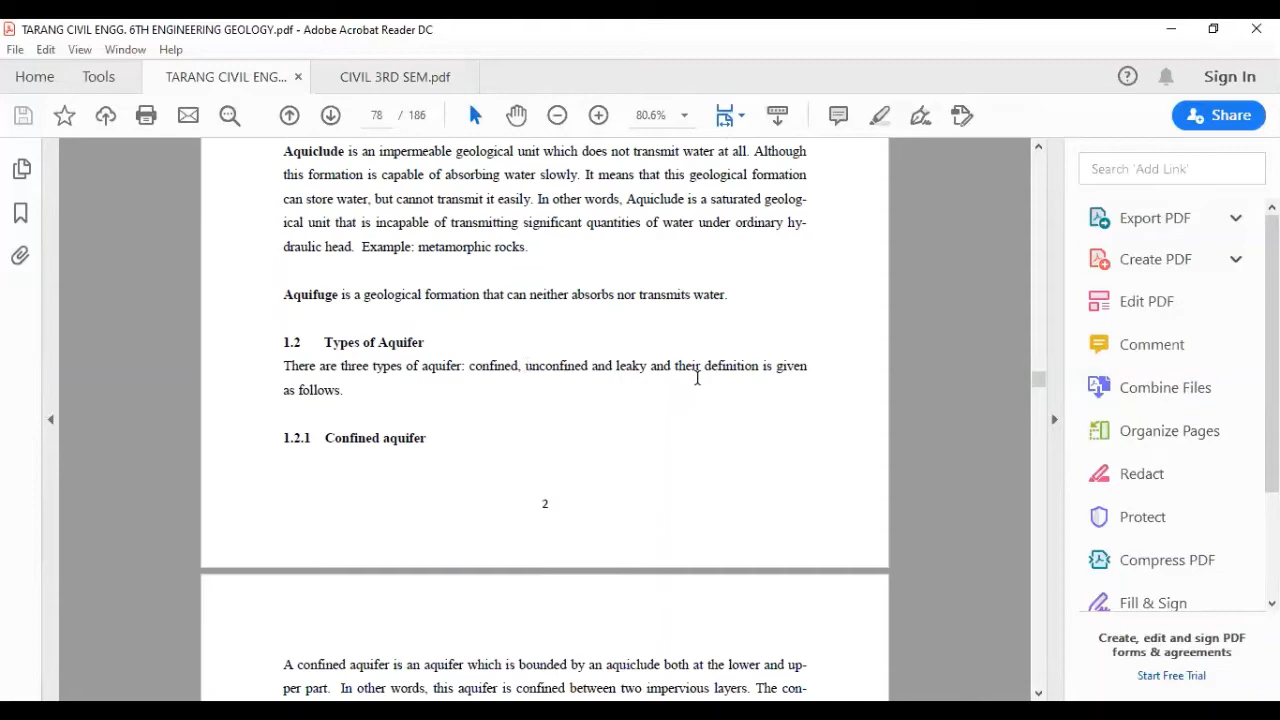 TARANG CIVIL ENGG. 6TH ENGINEERING GEOLOGY.pdf - Adobe Acrobat Reader DC
File Edit View Window Help
Home Tools TARANG CIVIL ENG... × CIVIL 3RD SEM.pdf Sign In
78 / 186 80.6% Share
Aquiclude is an impermeable geological unit which does not transmit water at all. Although
this formation is capable of absorbing water slowly. It means that this geological formation
can store water, but cannot transmit it easily. In other words, Aquiclude is a saturated geolog-
ical unit that is incapable of transmitting significant quantities of water under ordinary hy-
draulic head. Example: metamorphic rocks.
Aquifuge is a geological formation that can neither absorbs nor transmits water.
1.2 Types of Aquifer
There are three types of aquifer: confined, unconfined and leaky and their definition is given
as follows.
1.2.1 Confined aquifer
2
A confined aquifer is an aquifer which is bounded by an aquiclude both at the lower and up-
per part. In other words, this aquifer is confined between two impervious layers. The con-
Search 'Add Link'
Export PDF
Create PDF
Edit PDF
Comment
Combine Files
Organize Pages
Redact
Protect
Compress PDF
Fill & Sign
Create, edit and sign PDF
forms & agreements
Start Free Trial